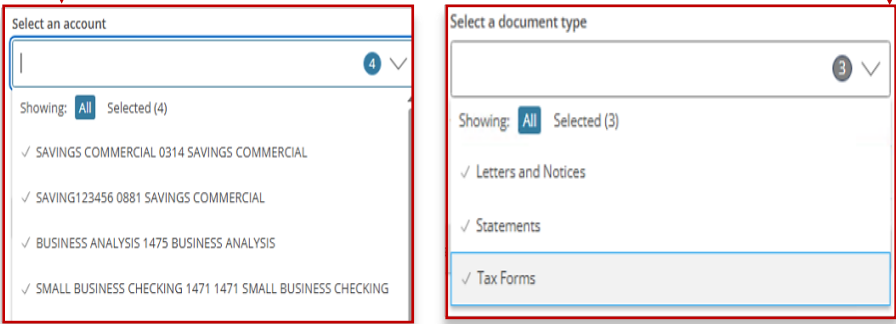 Select an account
4
Showing: All Selected (4)
✓ SAVINGS COMMERCIAL 0314 SAVINGS COMMERCIAL
✓ SAVING123456 0881 SAVINGS COMMERCIAL
✓ BUSINESS ANALYSIS 1475 BUSINESS ANALYSIS
✓ SMALL BUSINESS CHECKING 1471 1471 SMALL BUSINESS CHECKING
Select a document type
3
Showing: All Selected (3)
✓ Letters and Notices
✓ Statements
✓ Tax Forms